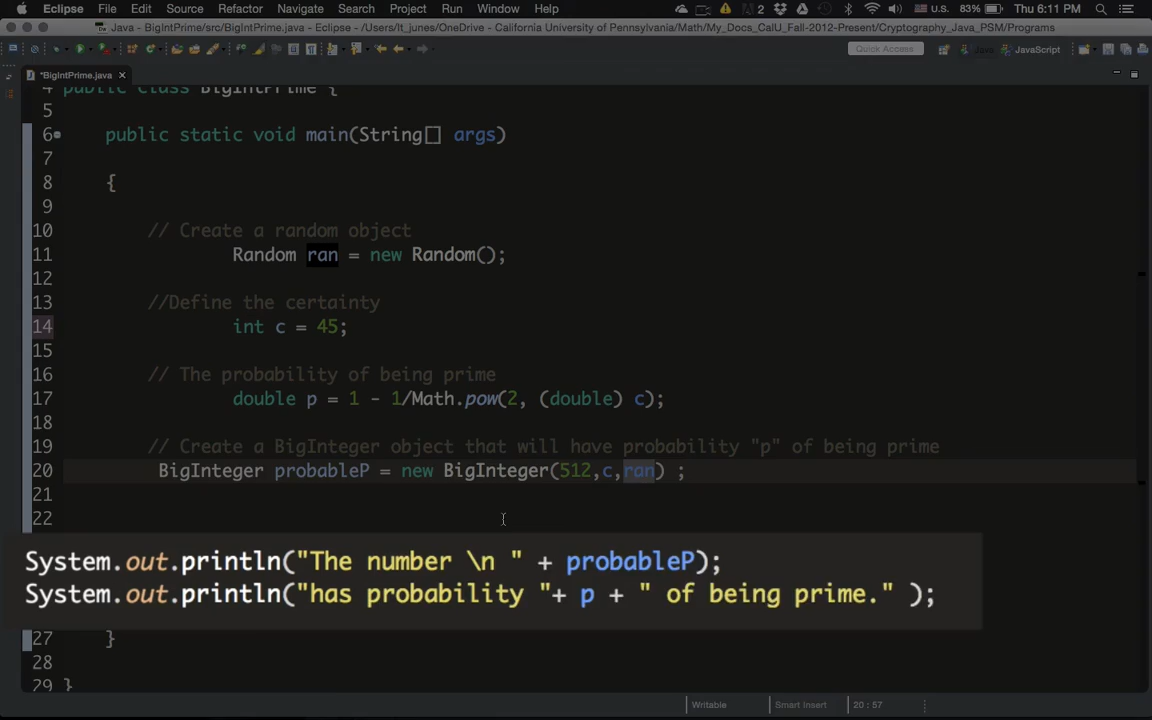 Eclipse File Edit Source Refactor Navigate Search Project Run Window Help 2 U.S. 83% Thu 6:11 PM
Java - BigIntPrime/src/BigIntPrime.java - Eclipse - /Users/lt_junes/OneDrive - California University of Pennsylvania/Math/My_Docs_CalU_Fall-2012-Present/Cryptography_Java_PSM/Programs
Quick Access Java JavaScript
*BigIntPrime.java
4 public class BigIntPrime {
5
6 public static void main(String[] args)
7
8 {
9
10 // Create a random object
11 Random ran = new Random();
12
13 //Define the certainty
14 int c = 45;
15
16 // The probability of being prime
17 double p = 1 - 1/Math.pow(2, (double) c);
18
19 // Create a BigInteger object that will have probability "p" of being prime
20 BigInteger probableP = new BigInteger(512,c,ran) ;
21
22
System.out.println("The number \n " + probableP);
System.out.println("has probability "+ p + " of being prime." );
27 }
28
29 }
Writable Smart Insert 20 : 57